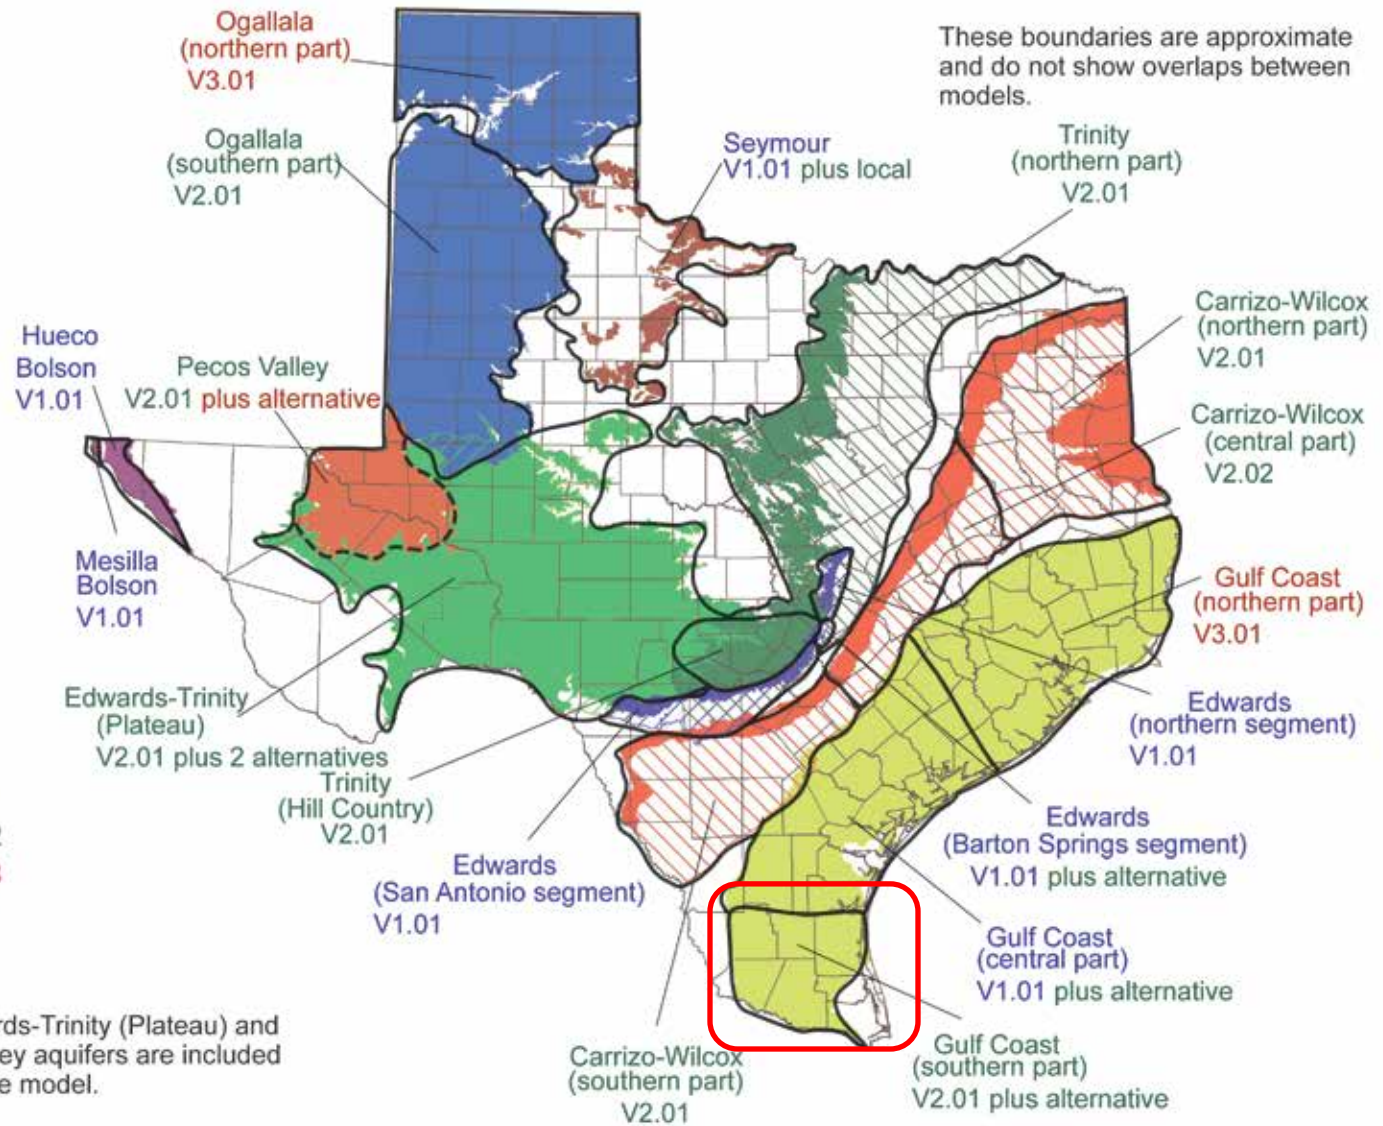 Ogallala
(northern part)
V3.01
These boundaries are approximate
and do not show overlaps between
models.
Ogallala
(southern part)
V2.01
Seymour
V1.01 plus local
Trinity
(northern part)
V2.01
Carrizo-Wilcox
(northern part)
V2.01
Hueco
Bolson
V1.01
Pecos Valley
V2.01 plus alternative
Carrizo-Wilcox
(central part)
V2.02
Mesilla
Bolson
V1.01
Gulf Coast
(northern part)
V3.01
Edwards-Trinity
(Plateau)
V2.01 plus 2 alternatives
Edwards
(northern segment)
V1.01
Trinity
(Hill Country)
V2.01
Edwards
(Barton Springs segment)
V1.01 plus alternative
Edwards
(San Antonio segment)
V1.01
Gulf Coast
(central part)
V1.01 plus alternative
rds-Trinity (Plateau) and
ey aquifers are included
e model.
Carrizo-Wilcox
(southern part)
V2.01
Gulf Coast
(southern part)
V2.01 plus alternative